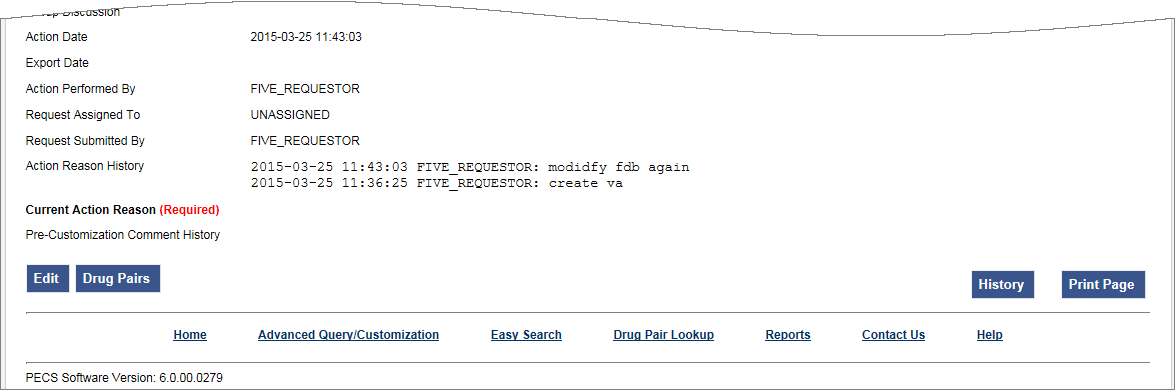 Discussion
Action Date 2015-03-25 11:43:03
Export Date
Action Performed By FIVE_REQUESTOR
Request Assigned To UNASSIGNED
Request Submitted By FIVE_REQUESTOR
Action Reason History 2015-03-25 11:43:03 FIVE_REQUESTOR: modidfy fdb again
2015-03-25 11:36:25 FIVE_REQUESTOR: create va
Current Action Reason (Required)
Pre-Customization Comment History
Edit Drug Pairs History Print Page
Home Advanced Query/Customization Easy Search Drug Pair Lookup Reports Contact Us Help
PECS Software Version: 6.0.00.0279